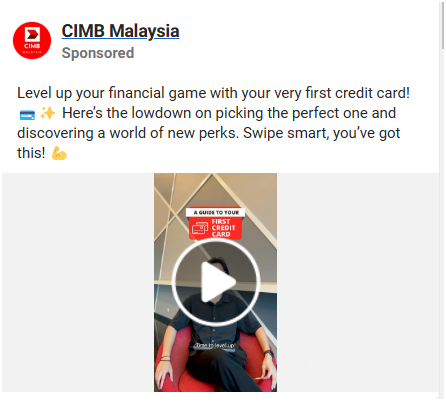 CIMB
MALAYSIA
CIMB Malaysia
Sponsored
Level up your financial game with your very first credit card!
💳 ✨ Here’s the lowdown on picking the perfect one and
discovering a world of new perks. Swipe smart, you’ve got
this! 💪
A GUIDE TO YOUR
FIRST
CREDIT
CARD
Time to level up!